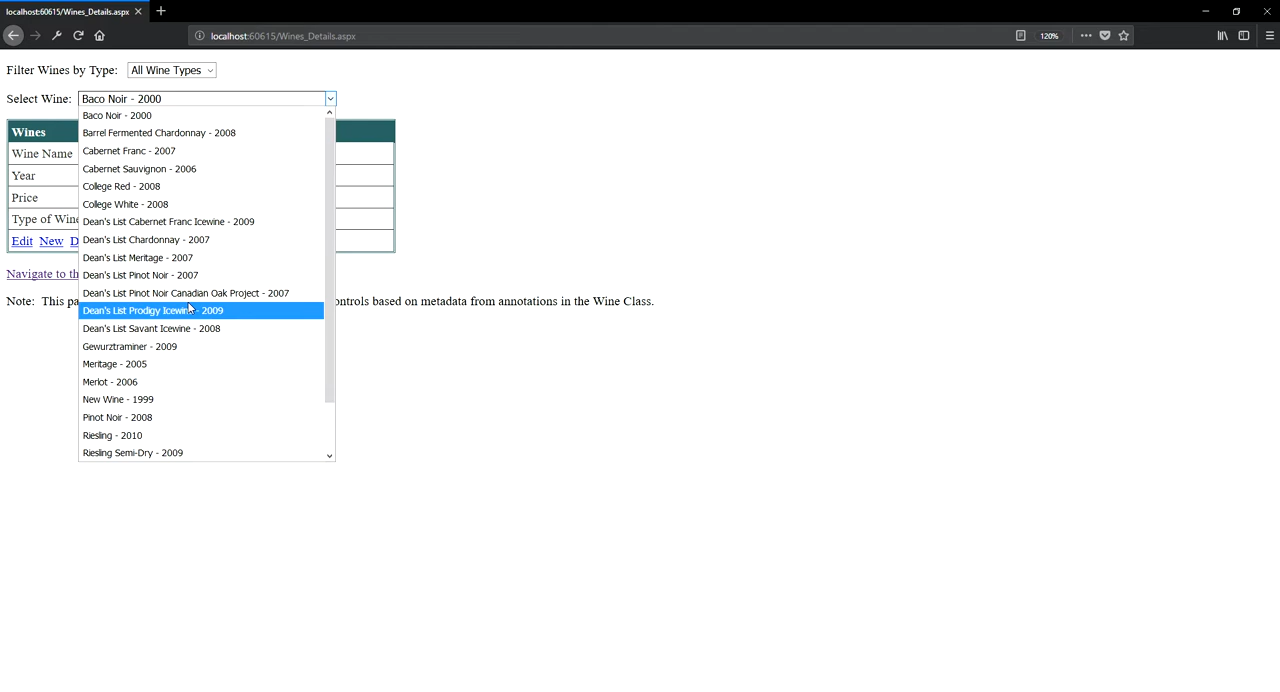 localhost:60615/Wines_Details.aspx
localhost:60615/Wines_Details.aspx 120%
Filter Wines by Type: All Wine Types
Select Wine: Baco Noir - 2000
Baco Noir - 2000
Wines
Barrel Fermented Chardonnay - 2008
Wine Name
Cabernet Franc - 2007
Cabernet Sauvignon - 2006
Year
College Red - 2008
Price
College White - 2008
Type of Wine
Dean's List Cabernet Franc Icewine - 2009
Edit New D
Dean's List Chardonnay - 2007
Dean's List Meritage - 2007
Navigate to th
Dean's List Pinot Noir - 2007
Dean's List Pinot Noir Canadian Oak Project - 2007
Note: This pa ontrols based on metadata from annotations in the Wine Class.
Dean's List Prodigy Icewine - 2009
Dean's List Savant Icewine - 2008
Gewurztraminer - 2009
Meritage - 2005
Merlot - 2006
New Wine - 1999
Pinot Noir - 2008
Riesling - 2010
Riesling Semi-Dry - 2009